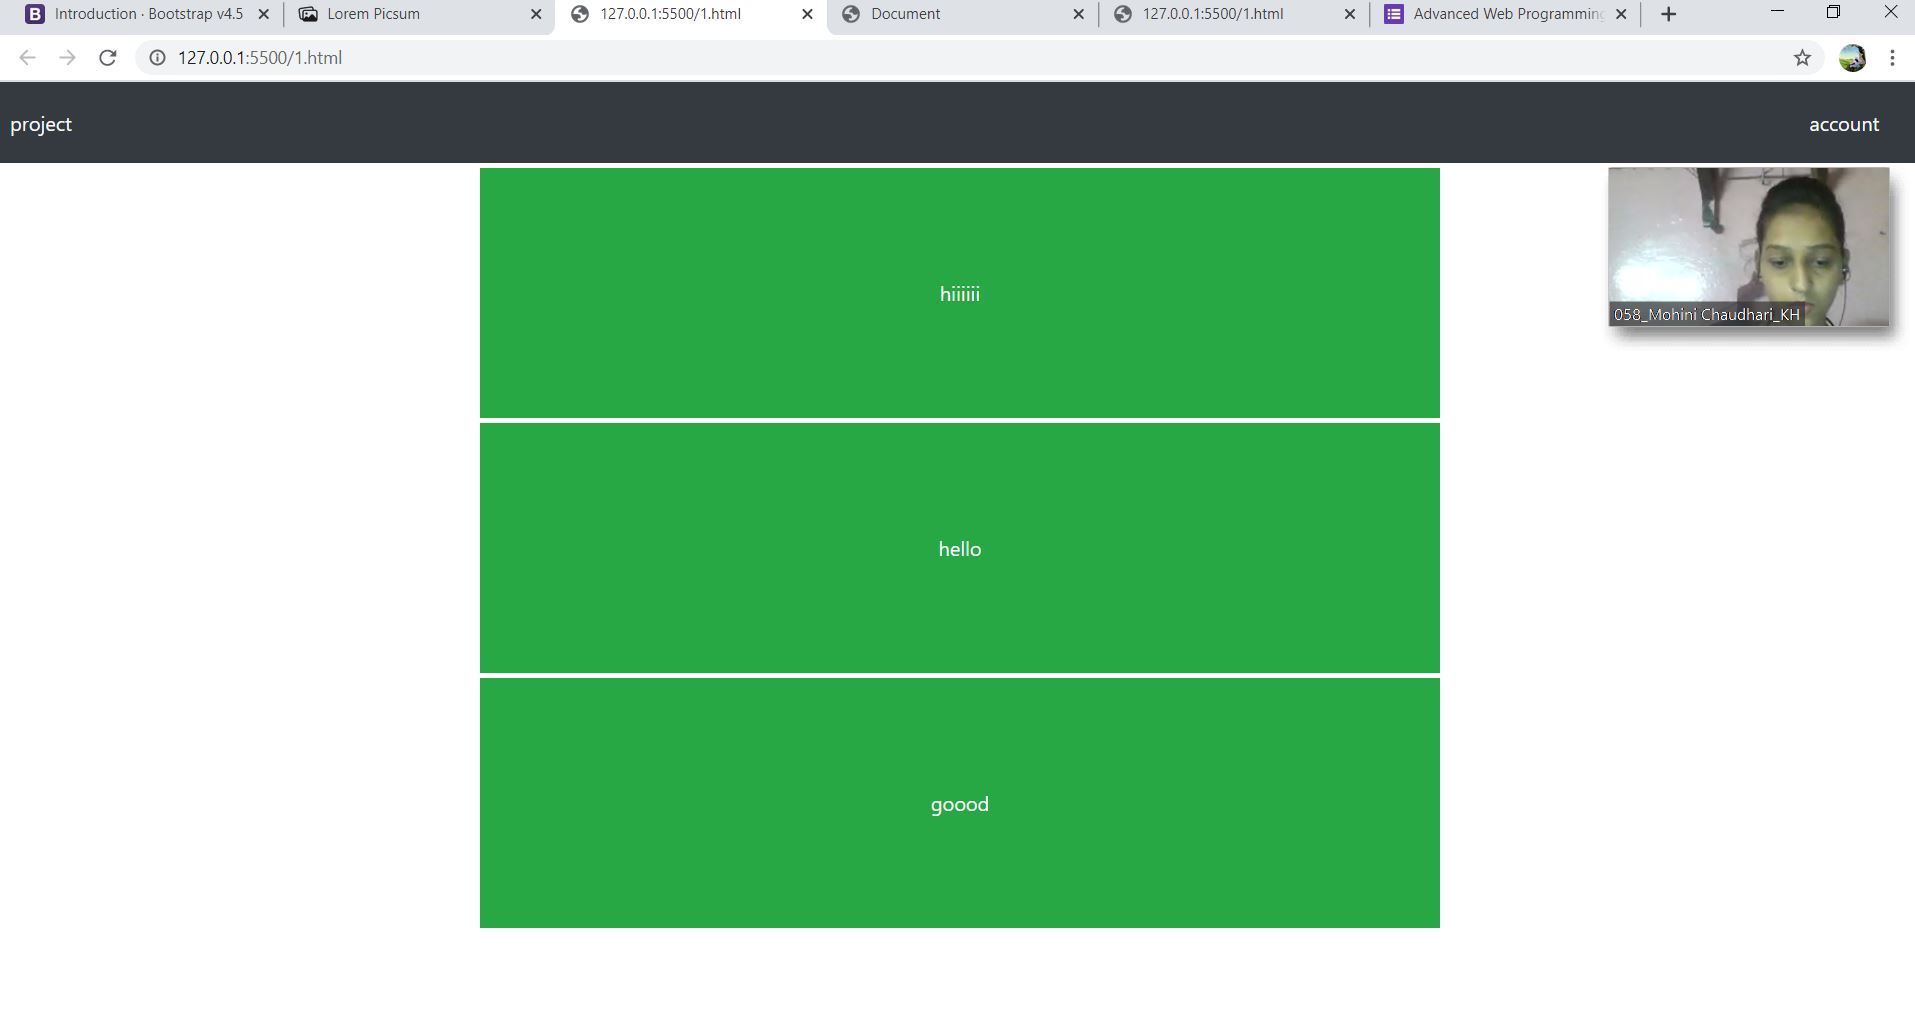 Introduction · Bootstrap v4.5
Lorem Picsum
127.0.0.1:5500/1.html
Document
127.0.0.1:5500/1.html
Advanced Web Programming
127.0.0.1:5500/1.html
project
account
hiiiiii
058_Mohini Chaudhari_KH
hello
goood